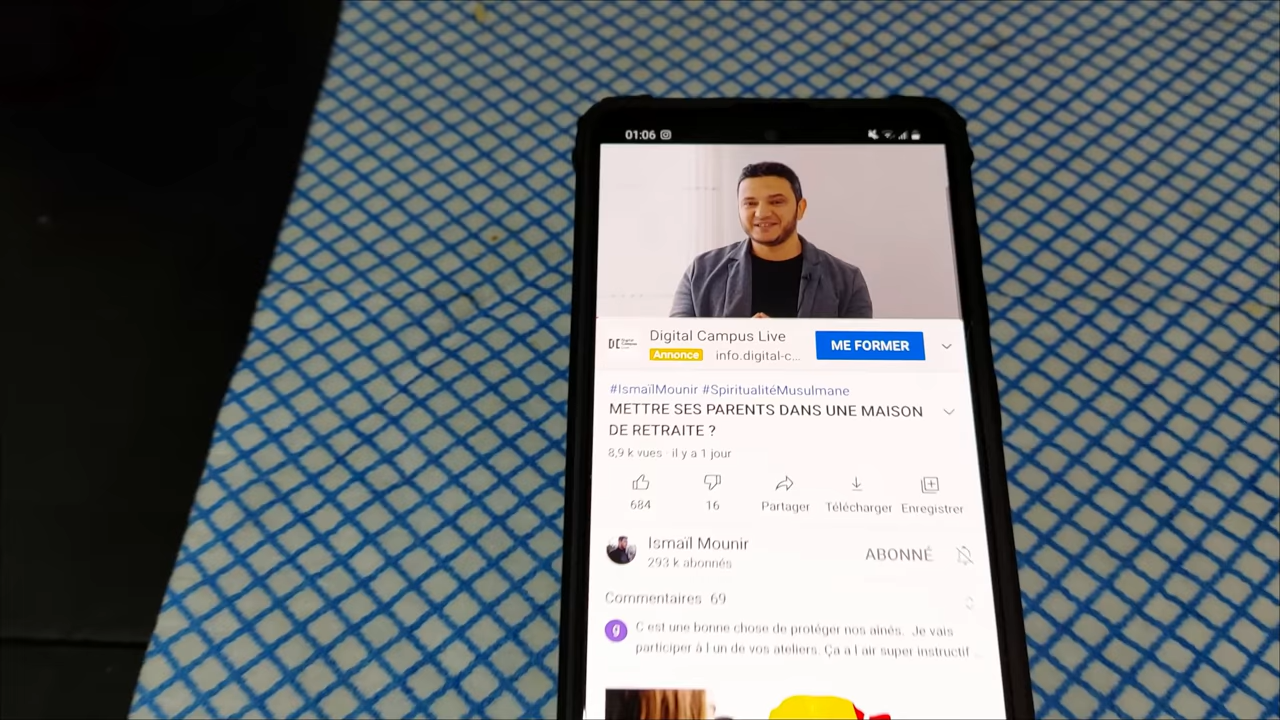 01:06
Digital Campus Live
Annonce info.digital-c...
ME FORMER
#IsmaïlMounir #SpiritualitéMusulmane
METTRE SES PARENTS DANS UNE MAISON
DE RETRAITE ?
8,9 k vues · il y a 1 jour
684 16 Partager Télécharger Enregistrer
Ismaïl Mounir
293 k abonnés
ABONNÉ
Commentaires 69
g
C est une bonne chose de protéger nos ainés. Je vais
participer à l un de vos ateliers. Ça a l air super instructif ...